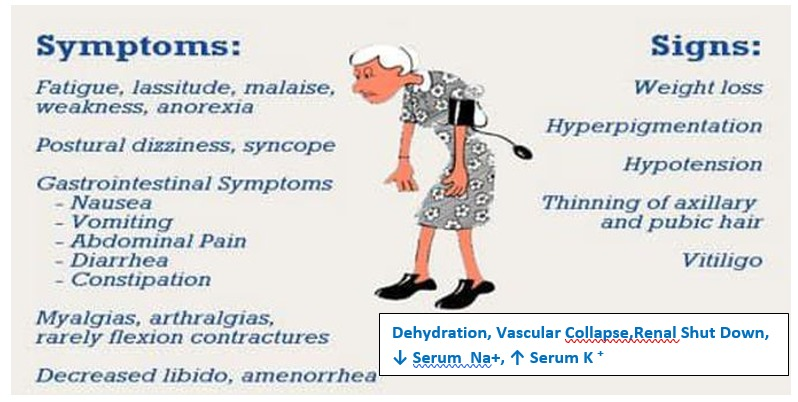 Symptoms:
Fatigue, lassitude, malaise,
weakness, anorexia
Postural dizziness, syncope
Gastrointestinal Symptoms
- Nausea
- Vomiting
- Abdominal Pain
- Diarrhea
- Constipation
Myalgias, arthralgias,
rarely flexion contractures
Decreased libido, amenorrhea
Signs:
Weight loss
Hyperpigmentation
Hypotension
Thinning of axillary
and pubic hair
Vitiligo
Dehydration, Vascular Collapse,Renal Shut Down,
↓ Serum Na+, ↑ Serum K⁺